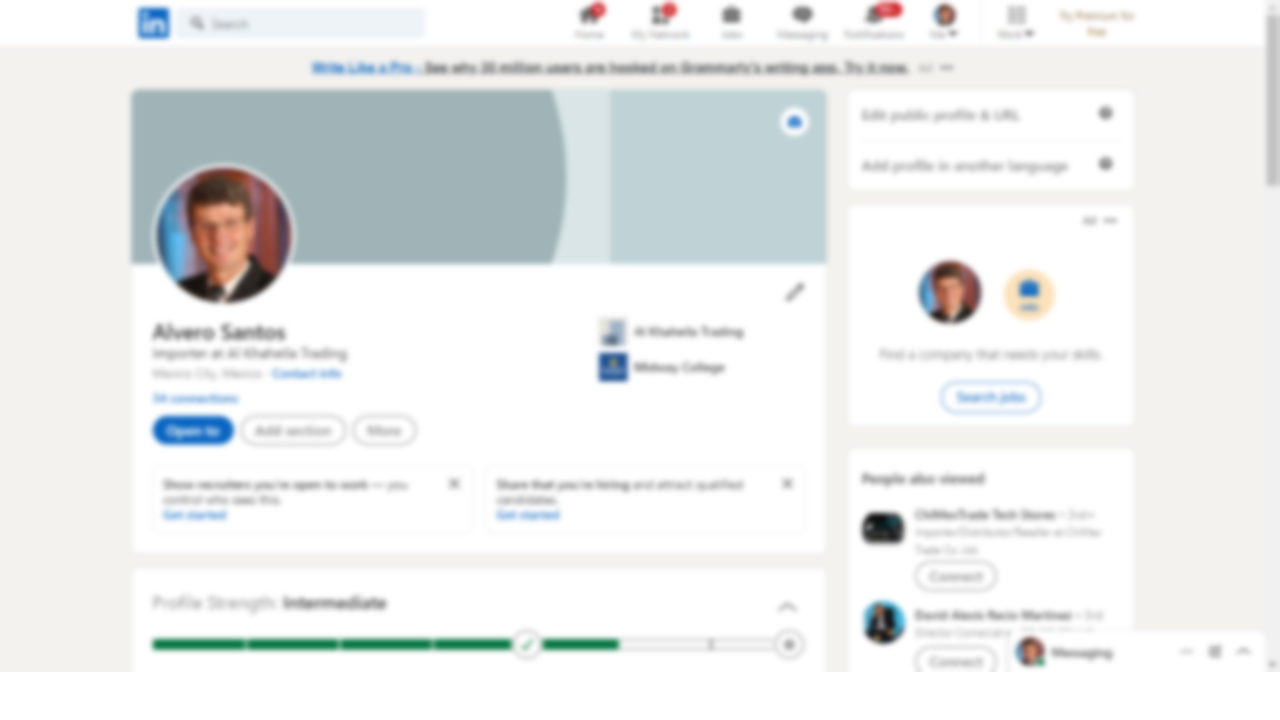 in
Search
Home
My Network
Jobs
Messaging
Notifications
Me
Work
Try Premium for
free
Write Like a Pro - See why 30 million users are hooked on Grammarly's writing app. Try it now. Ad
Edit public profile & URL
Add profile in another language
Ad
Alvero Santos
Importer at Al Khaheila Trading
Mexico City, Mexico · Contact info
34 connections
Al Khaheila Trading
Midway College
Open to
Add section
More
Show recruiters you're open to work — you
control who sees this.
Get started
Share that you're hiring and attract qualified
candidates.
Get started
Find a company that needs your skills.
Search jobs
People also viewed
ChiMexTrade Tech Stores • 3rd+
Importer/Distributor/Reseller at ChiMex
Trade Co. Ltd.
Connect
David Alexis Recio Martinez • 3rd
Director Comercial
Connect
Profile Strength: Intermediate
Messaging